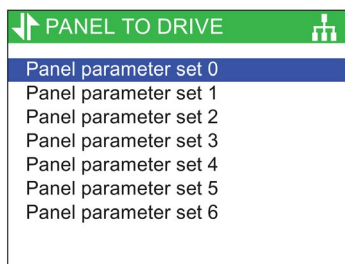 PANEL TO DRIVE
Panel parameter set 0
Panel parameter set 1
Panel parameter set 2
Panel parameter set 3
Panel parameter set 4
Panel parameter set 5
Panel parameter set 6